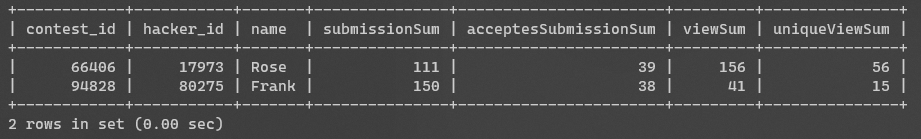 +------------+-----------+-------+---------------+-----------------------+---------+---------------+
| contest_id | hacker_id | name  | submissionSum | acceptesSubmissionSum | viewSum | uniqueViewSum |
+------------+-----------+-------+---------------+-----------------------+---------+---------------+
|      66406 |     17973 | Rose  |           111 |                    39 |     156 |            56 |
|      94828 |     80275 | Frank |           150 |                    38 |      41 |            15 |
+------------+-----------+-------+---------------+-----------------------+---------+---------------+
2 rows in set (0.00 sec)